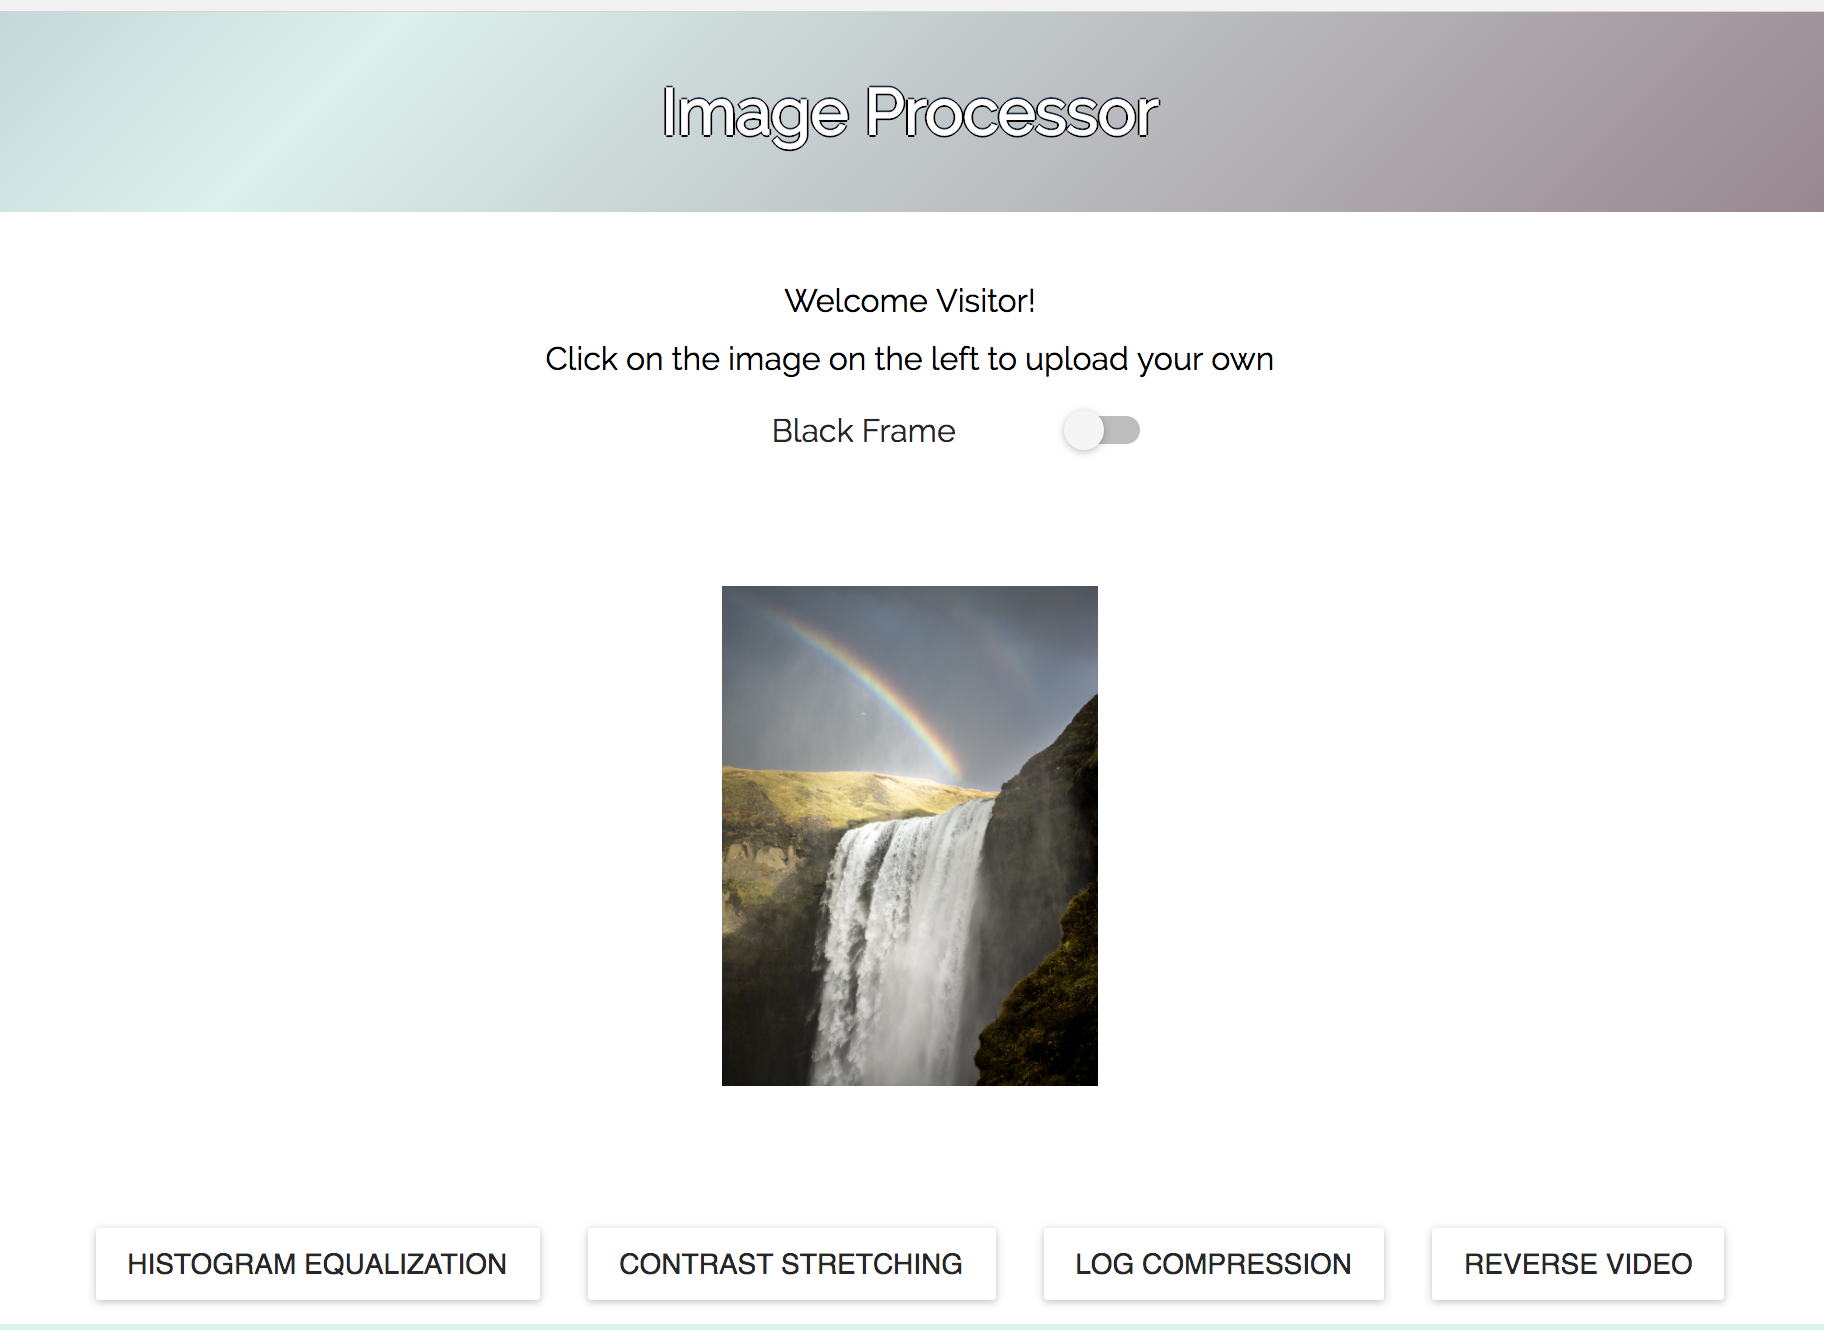 Image Processor
Welcome Visitor!
Click on the image on the left to upload your own
Black Frame
HISTOGRAM EQUALIZATION
CONTRAST STRETCHING
LOG COMPRESSION
REVERSE VIDEO